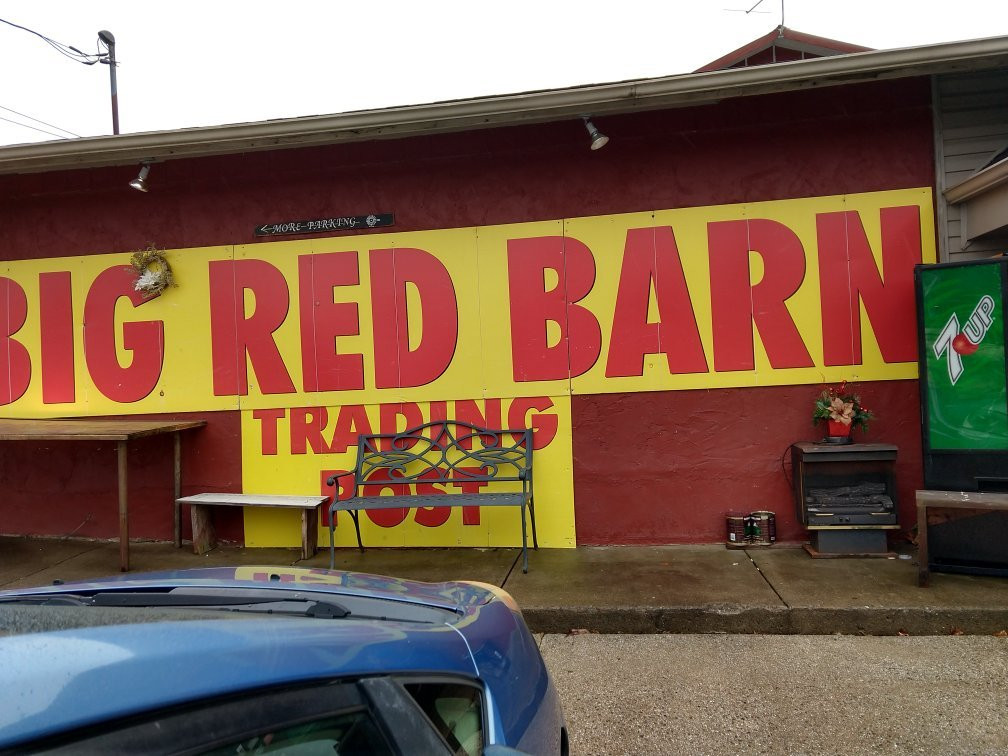 ←MORE PARKING
BIG RED BARN
TRADING
POST
7UP